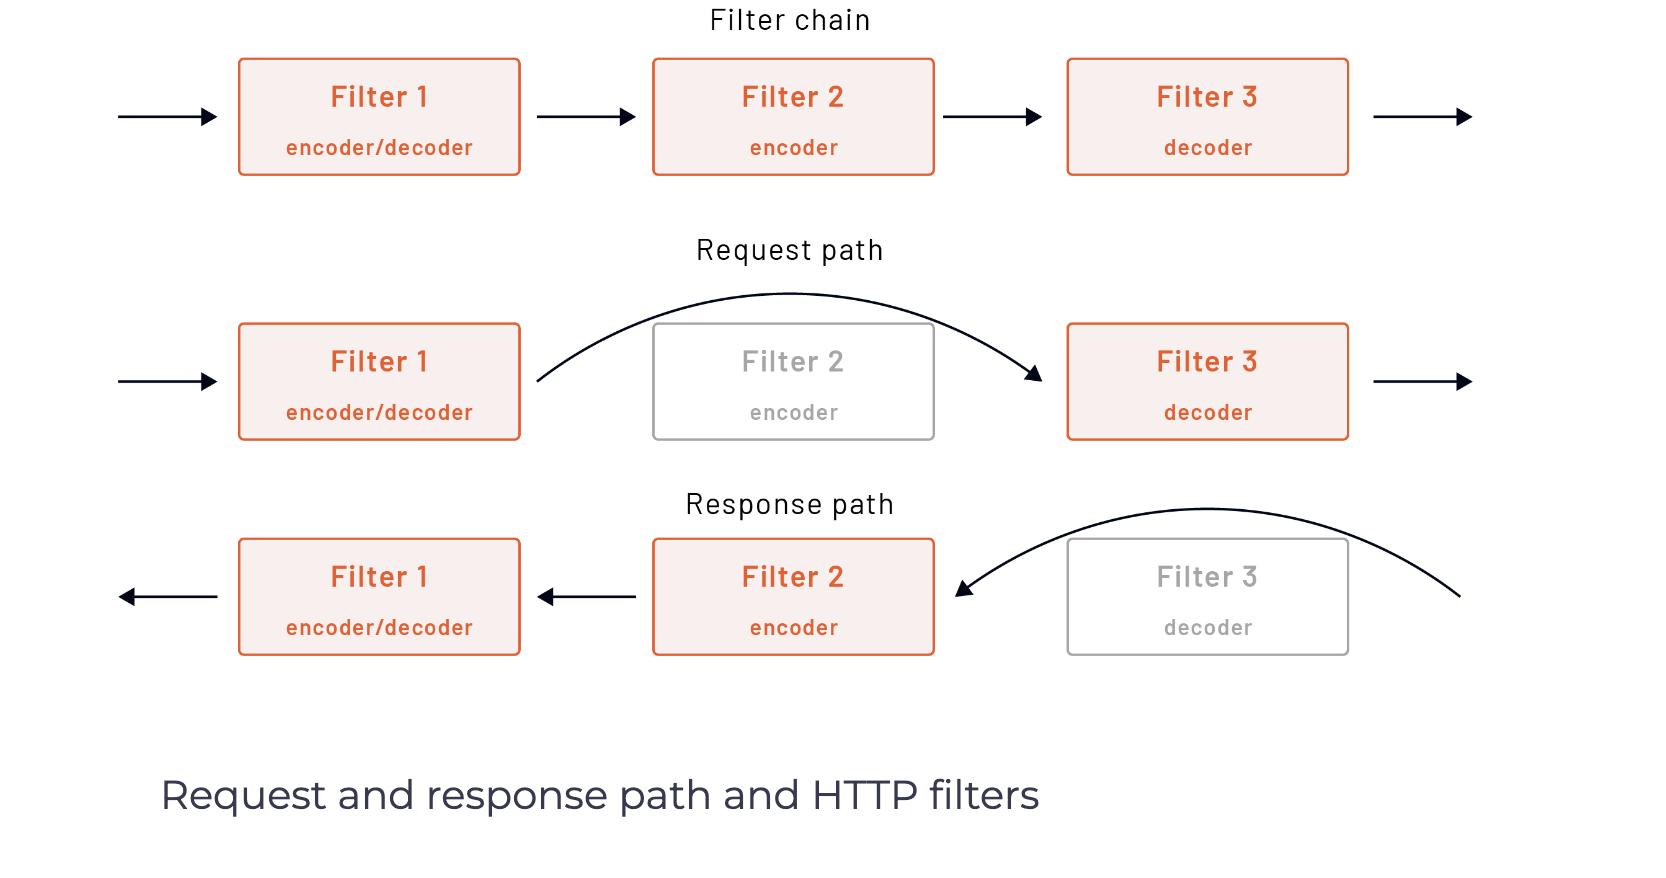 Filter chain
Filter 1
encoder/decoder
Filter 2
encoder
Filter 3
decoder
Request path
Filter 1
encoder/decoder
Filter 2
encoder
Filter 3
decoder
Response path
Filter 1
encoder/decoder
Filter 2
encoder
Filter 3
decoder
Request and response path and HTTP filters